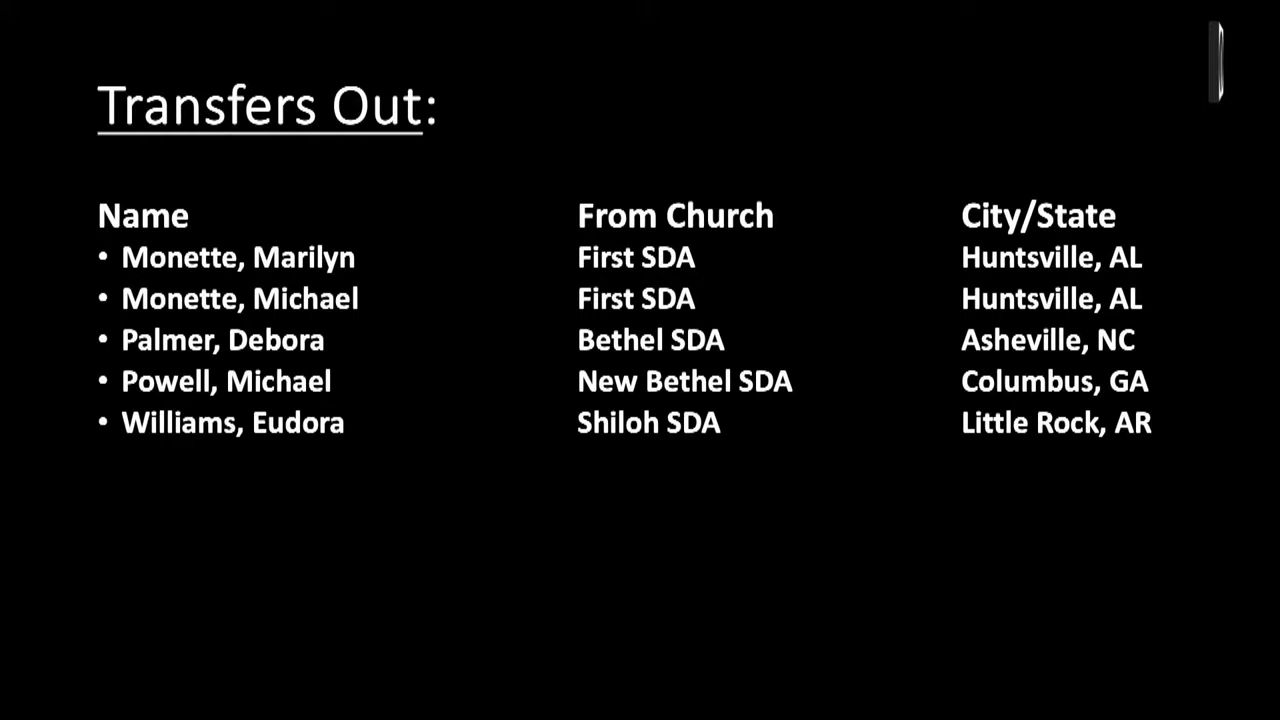 Transfers Out:
Name From Church City/State
• Monette, Marilyn First SDA Huntsville, AL
• Monette, Michael First SDA Huntsville, AL
• Palmer, Debora Bethel SDA Asheville, NC
• Powell, Michael New Bethel SDA Columbus, GA
• Williams, Eudora Shiloh SDA Little Rock, AR